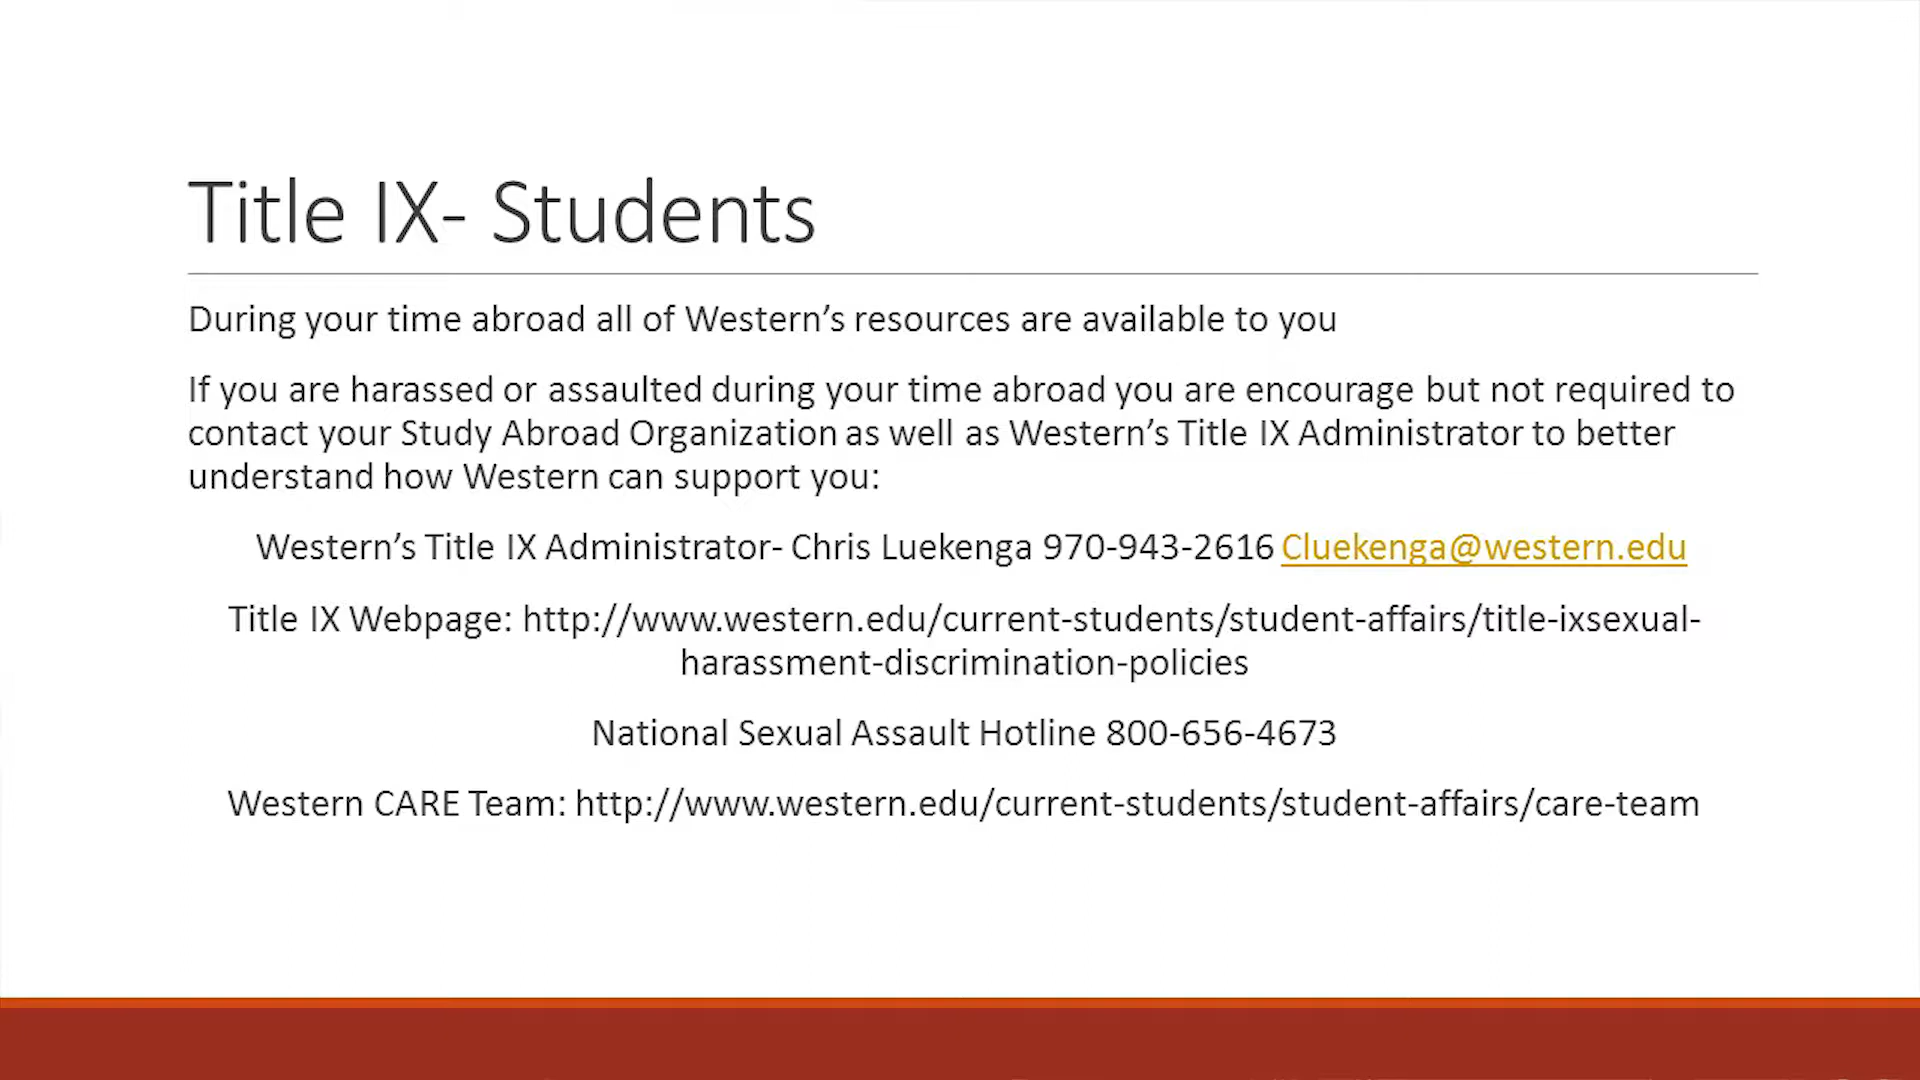 Title IX- Students
During your time abroad all of Western’s resources are available to you
If you are harassed or assaulted during your time abroad you are encourage but not required to
contact your Study Abroad Organization as well as Western’s Title IX Administrator to better
understand how Western can support you:
Western’s Title IX Administrator- Chris Luekenga 970-943-2616 Cluekenga@western.edu
Title IX Webpage: http://www.western.edu/current-students/student-affairs/title-ixsexual-
harassment-discrimination-policies
National Sexual Assault Hotline 800-656-4673
Western CARE Team: http://www.western.edu/current-students/student-affairs/care-team